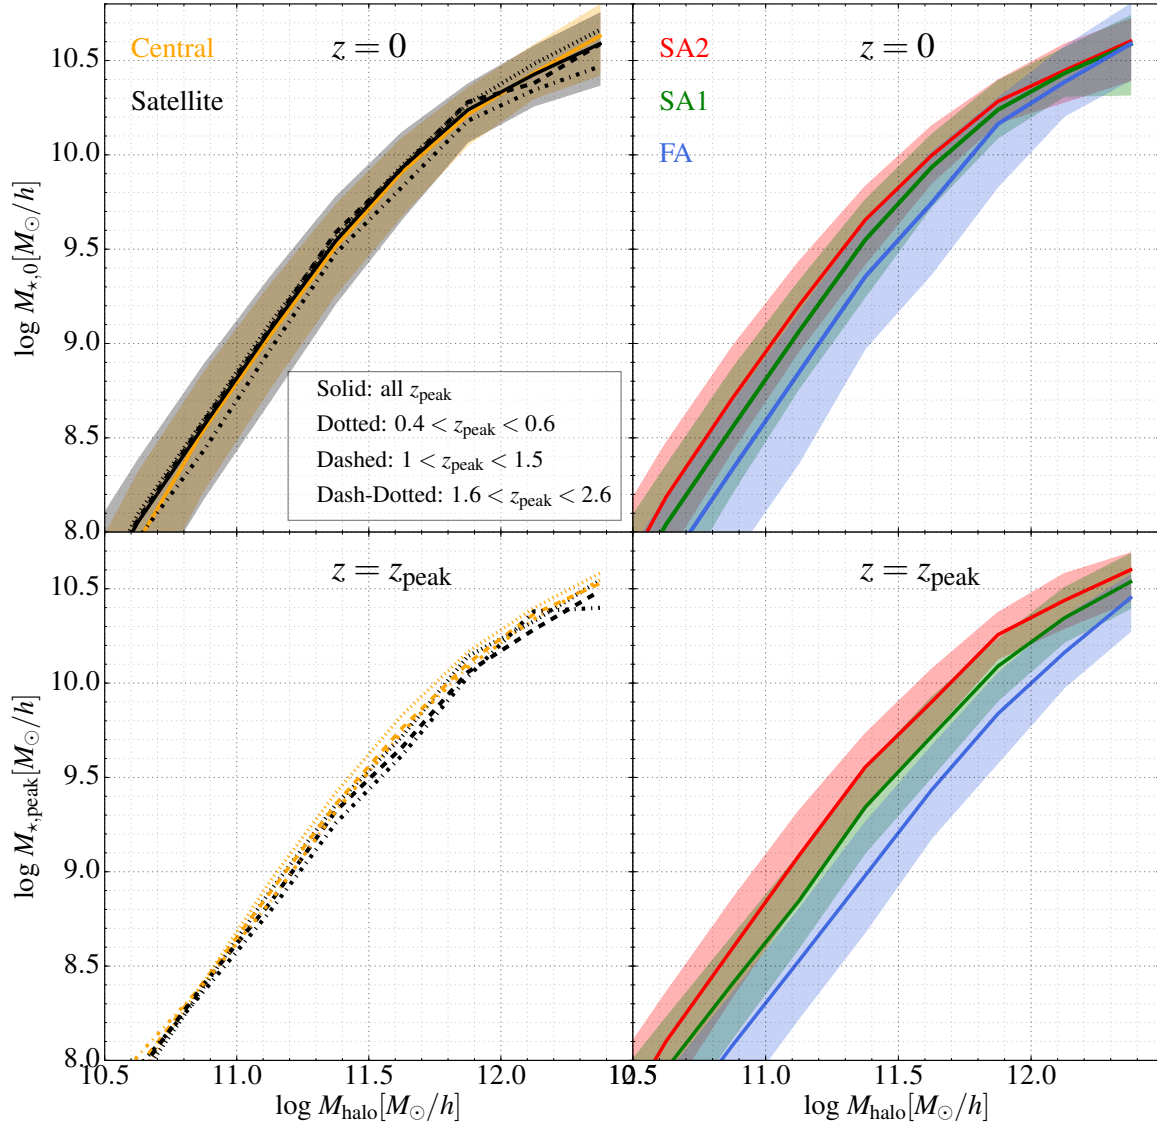 Central
z = 0
Satellite
SA2
z = 0
SA1
FA
10.5
10.0
9.5
9.0
8.5
8.0
log M⋆,0[M⊙/h]
Solid: all zpeak
Dotted: 0.4 < zpeak < 0.6
Dashed: 1 < zpeak < 1.5
Dash-Dotted: 1.6 < zpeak < 2.6
z = zpeak
z = zpeak
10.5
10.0
9.5
9.0
8.5
8.0
log M⋆,peak[M⊙/h]
10.5
11.0
11.5
12.0
11.0
11.5
12.0
log Mhalo[M⊙/h]
log Mhalo[M⊙/h]